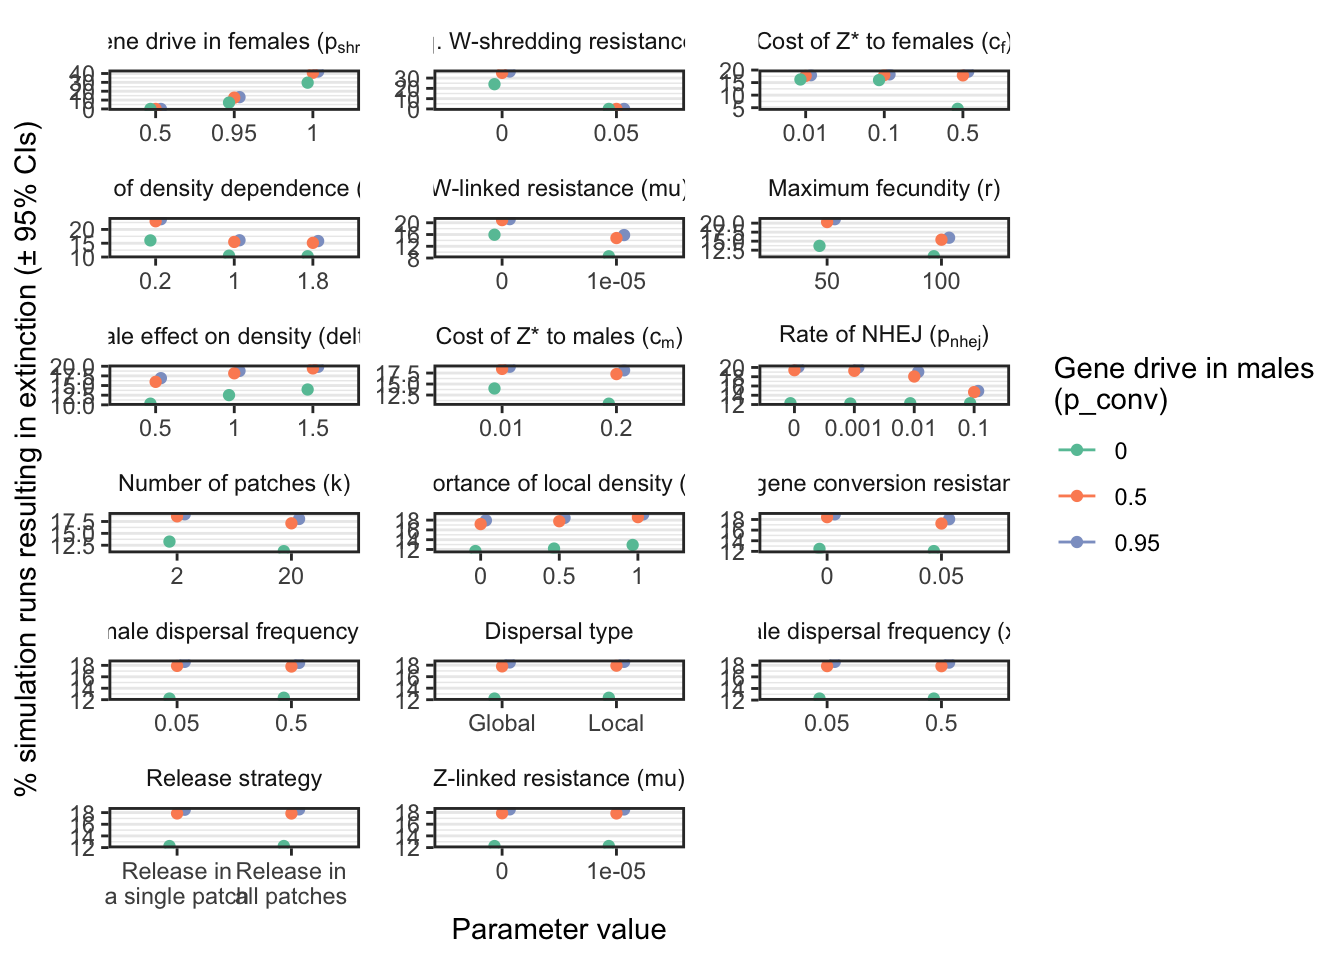 ene drive in females (pshr
. W-shredding resistance
Cost of Z* to females (cf)
40
30
20
10
0
0.5 0.95 1
30
20
10
0
0 0.05
20
15
10
5
0.01 0.1 0.5
of density dependence (
W-linked resistance (mu)
Maximum fecundity (r)
20
15
10
0.2 1 1.8
20
16
12
8
0 1e-05
20.0
17.5
15.0
12.5
50 100
ale effect on density (delt
Cost of Z* to males (cm)
Rate of NHEJ (pnhej)
20.0
17.5
15.0
12.5
10.0
0.5 1 1.5
17.5
15.0
12.5
0.01 0.2
20
18
16
14
12
0 0.001 0.01 0.1
Number of patches (k)
ortance of local density (
gene conversion resistan
17.5
15.0
12.5
2 20
18
16
14
12
0 0.5 1
18
16
14
12
0 0.05
male dispersal frequency
Dispersal type
ale dispersal frequency (x
18
16
14
12
0.05 0.5
18
16
14
12
Global Local
18
16
14
12
0.05 0.5
Release strategy
Z-linked resistance (mu)
18
16
14
12
Release in Release in
a single patch all patches
18
16
14
12
0 1e-05
% simulation runs resulting in extinction (± 95% CIs)
Parameter value
Gene drive in males
(p_conv)
0
0.5
0.95